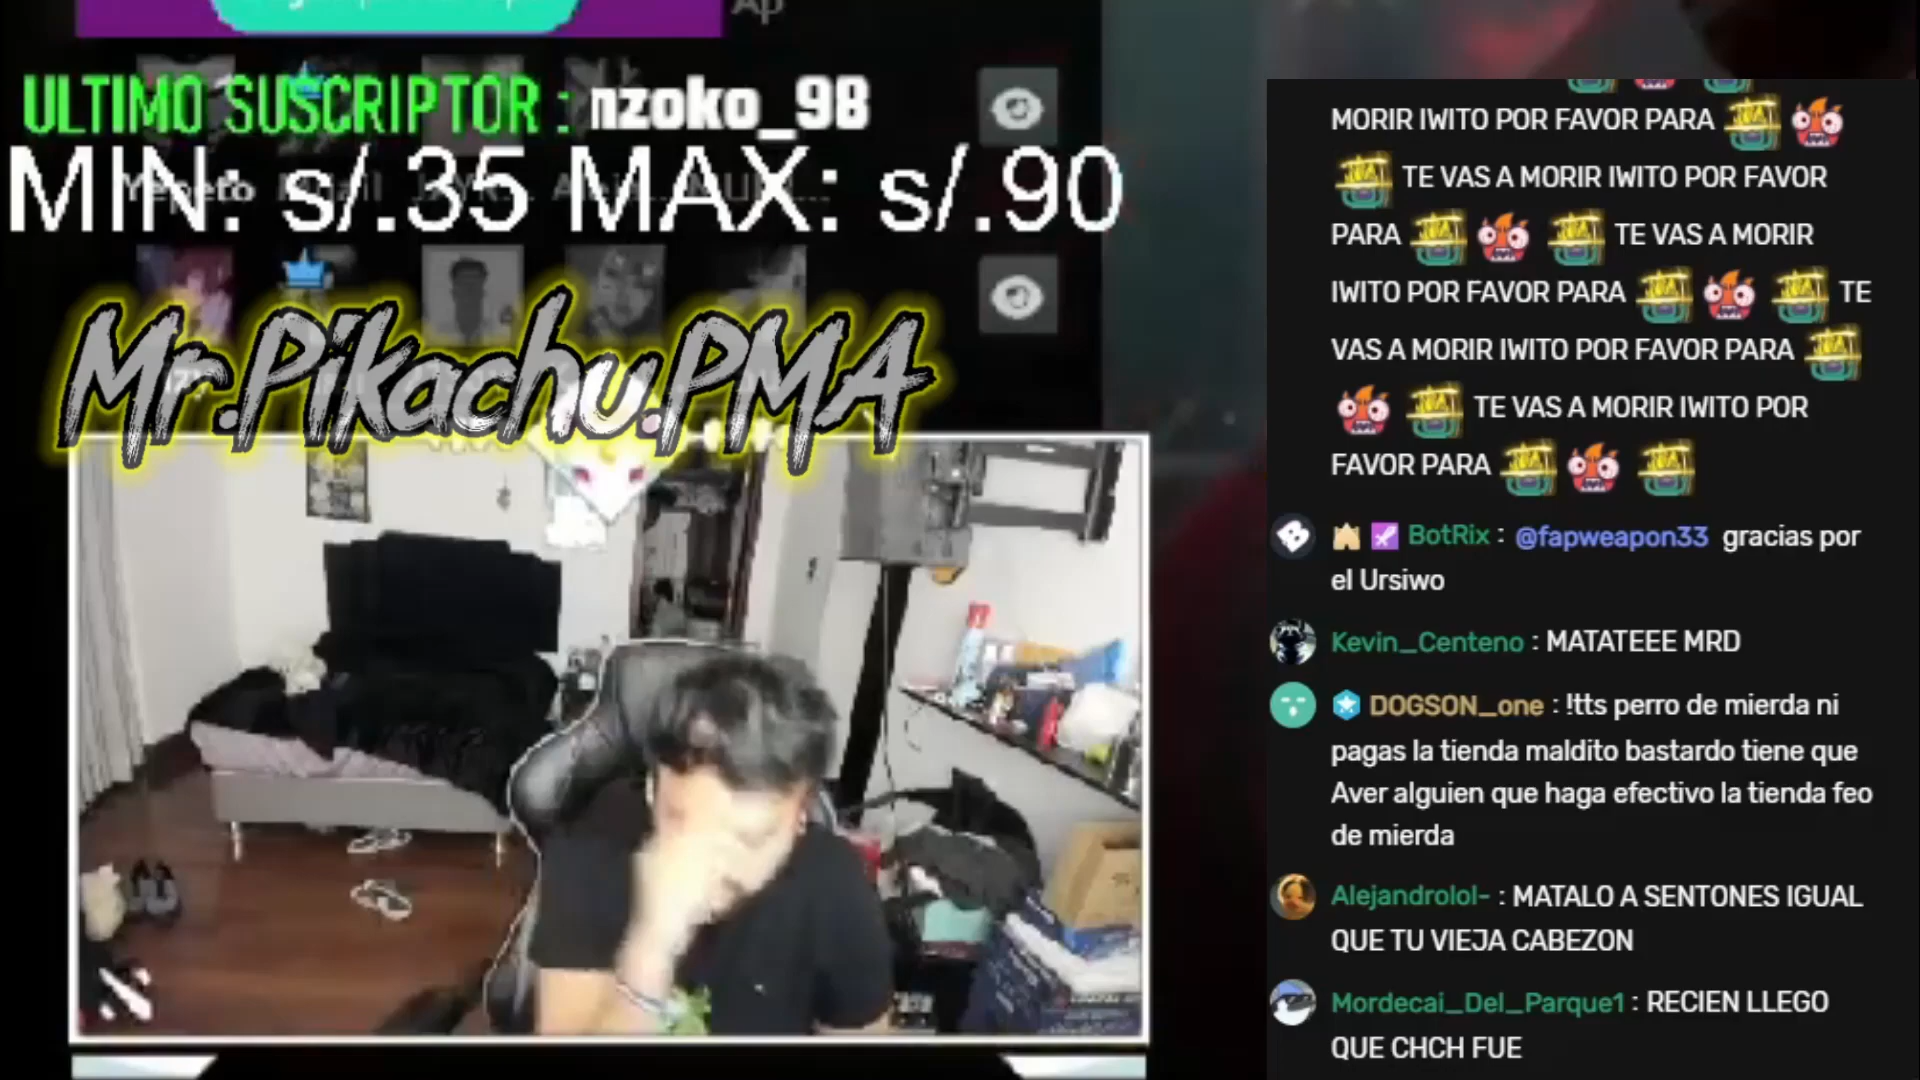 Ap
ULTIMO SUSCRIPTOR : nzoko_98
MIN: s/.35 MAX: s/.90
Yepeto
Mr.Pikachu.PMA
MORIR IWITO POR FAVOR PARA
TE VAS A MORIR IWITO POR FAVOR
PARA TE VAS A MORIR
IWITO POR FAVOR PARA TE
VAS A MORIR IWITO POR FAVOR PARA
TE VAS A MORIR IWITO POR
FAVOR PARA
BotRix : @fapweapon33 gracias por
el Ursiwo
Kevin_Centeno : MATATEEE MRD
DOGSON_one : !tts perro de mierda ni
pagas la tienda maldito bastardo tiene que
Aver alguien que haga efectivo la tienda feo
de mierda
Alejandrolol- : MATALO A SENTONES IGUAL
QUE TU VIEJA CABEZON
Mordecai_Del_Parque1 : RECIEN LLEGO
QUE CHCH FUE